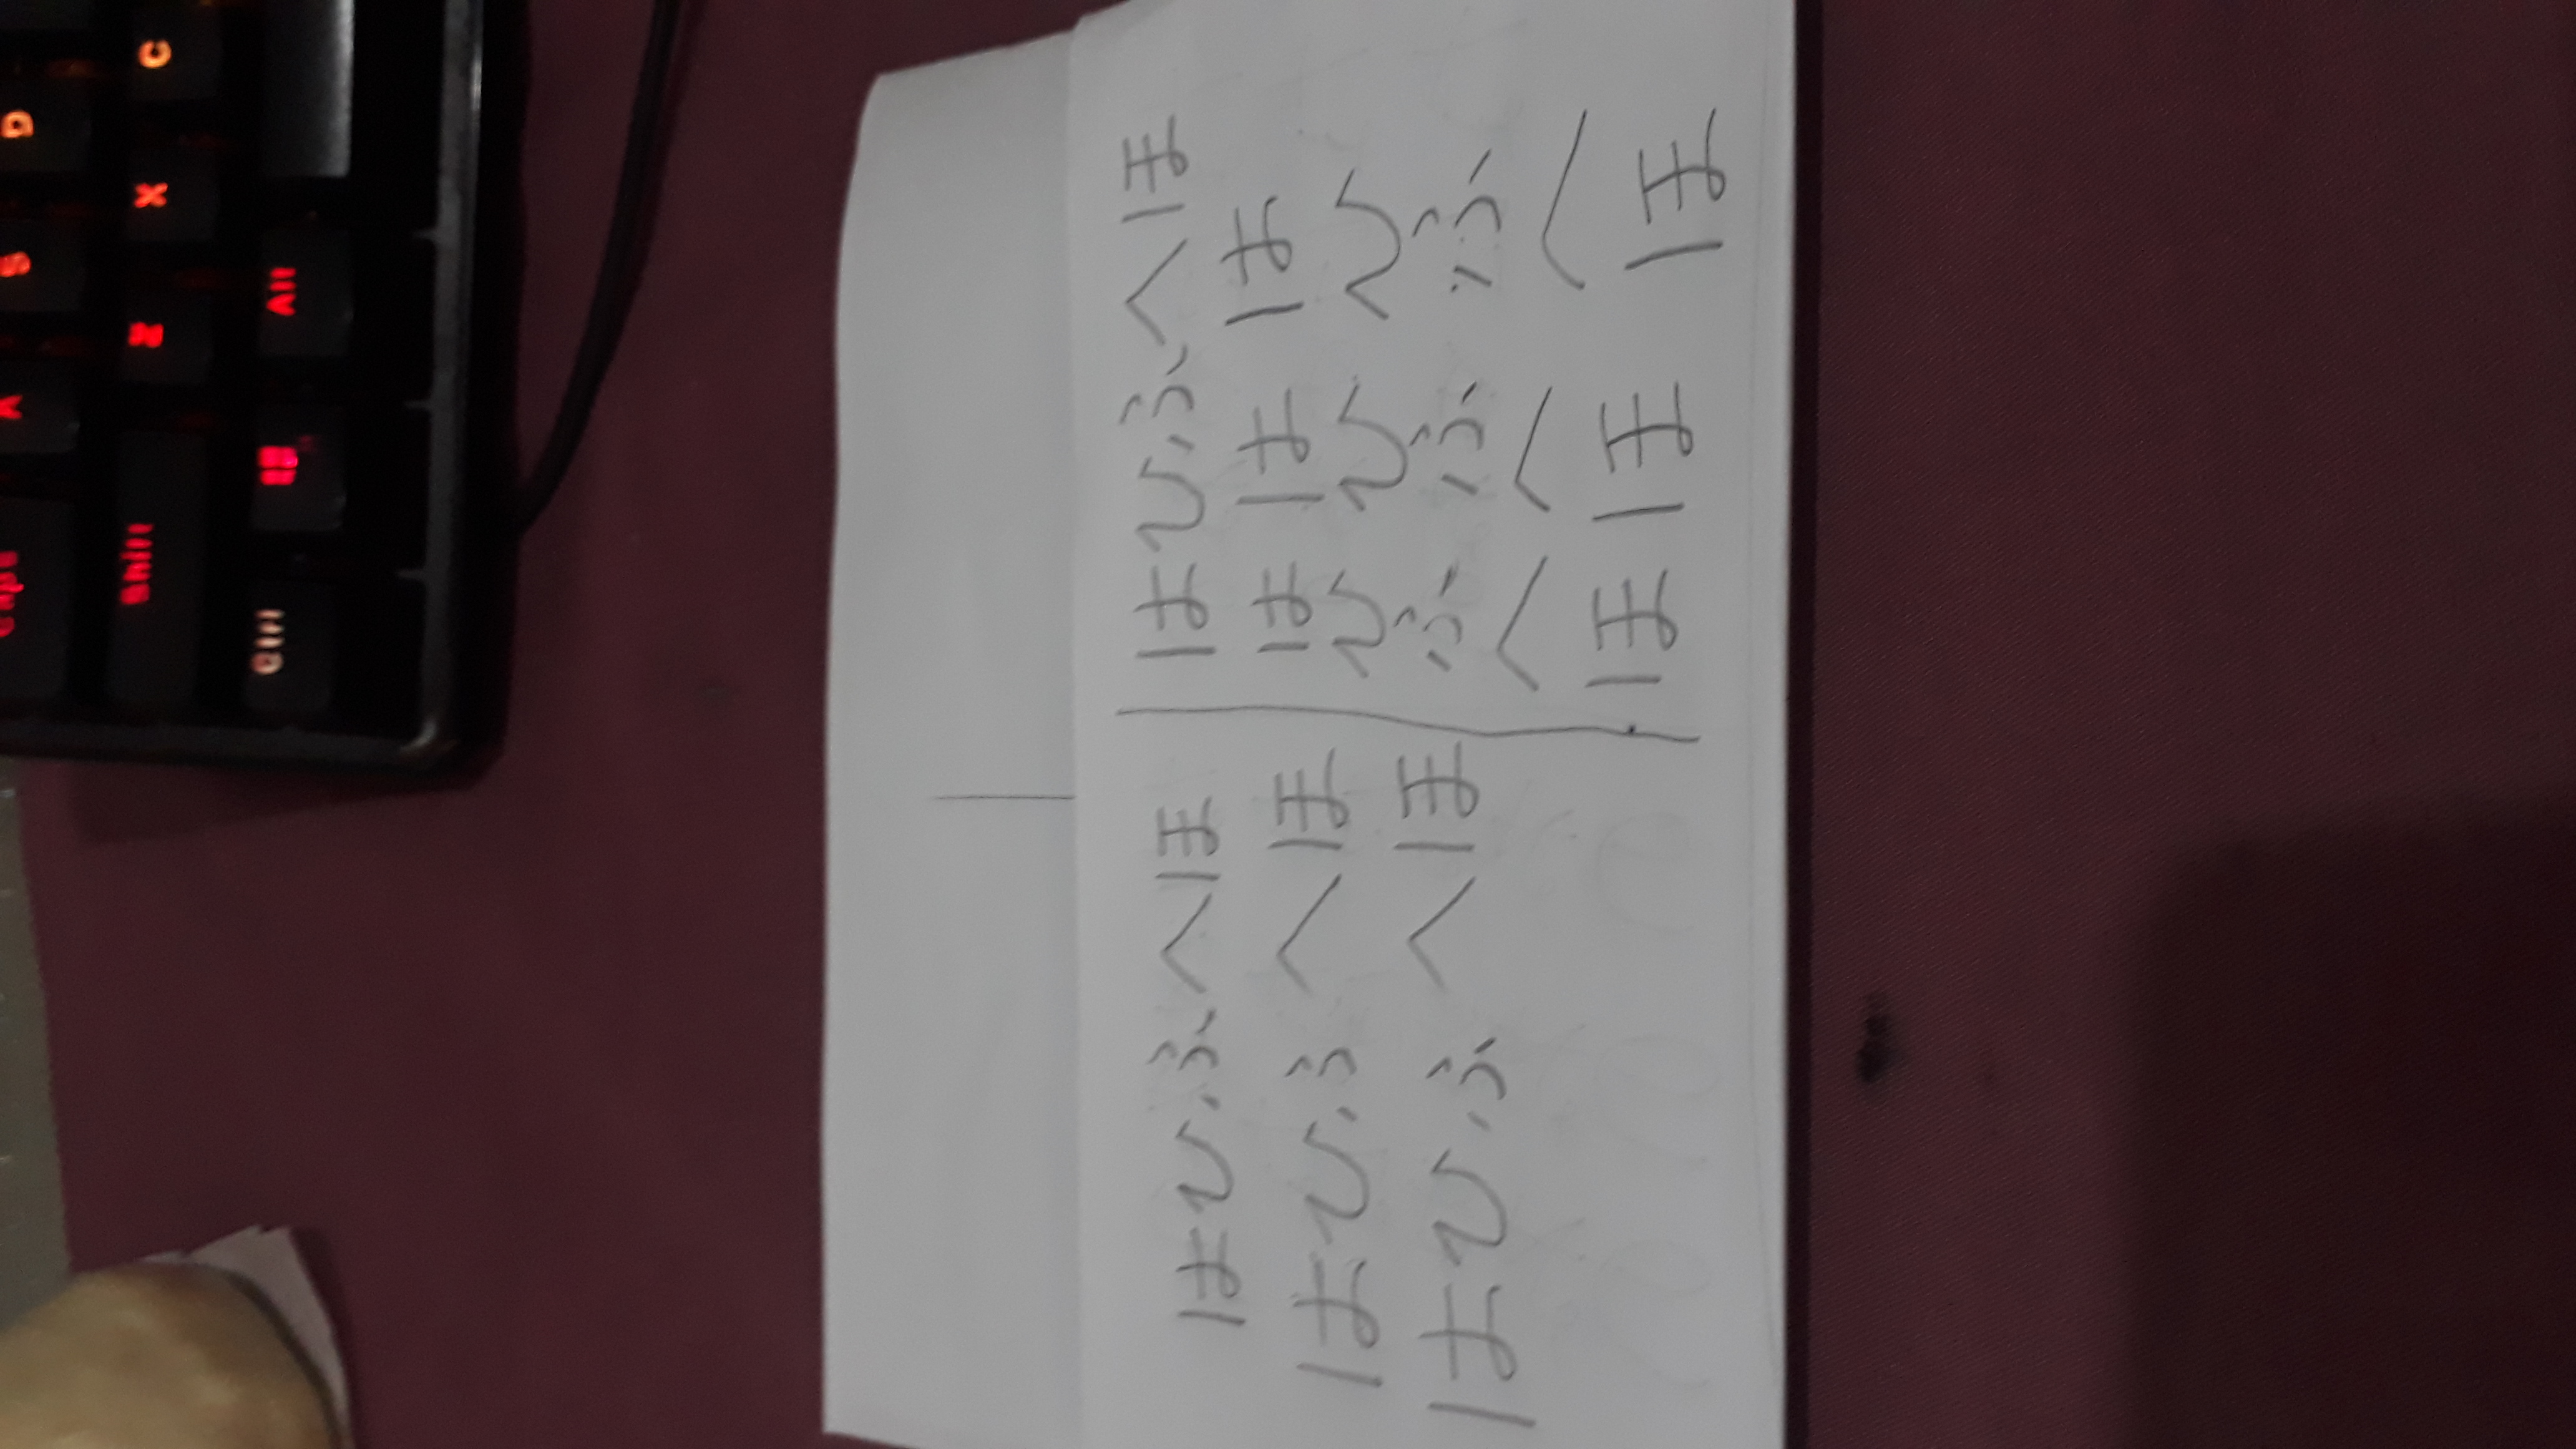 Caps A S D
Shift Z X C
Ctrl Alt
はひふへほ
はひふへほ
はひふへほ
はひふへほ
は は は
ひ ひ ひ
ふ ふ ふ
へ へ へ
ほ ほ ほ